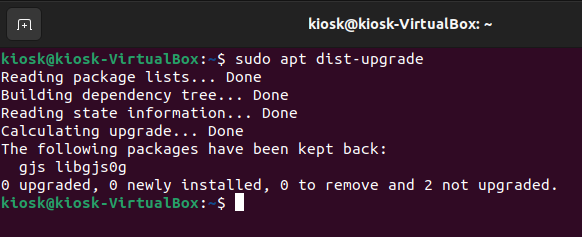 kiosk@kiosk-VirtualBox: ~
kiosk@kiosk-VirtualBox:~$ sudo apt dist-upgrade
Reading package lists... Done
Building dependency tree... Done
Reading state information... Done
Calculating upgrade... Done
The following packages have been kept back:
  gjs libgjs0g
0 upgraded, 0 newly installed, 0 to remove and 2 not upgraded.
kiosk@kiosk-VirtualBox:~$